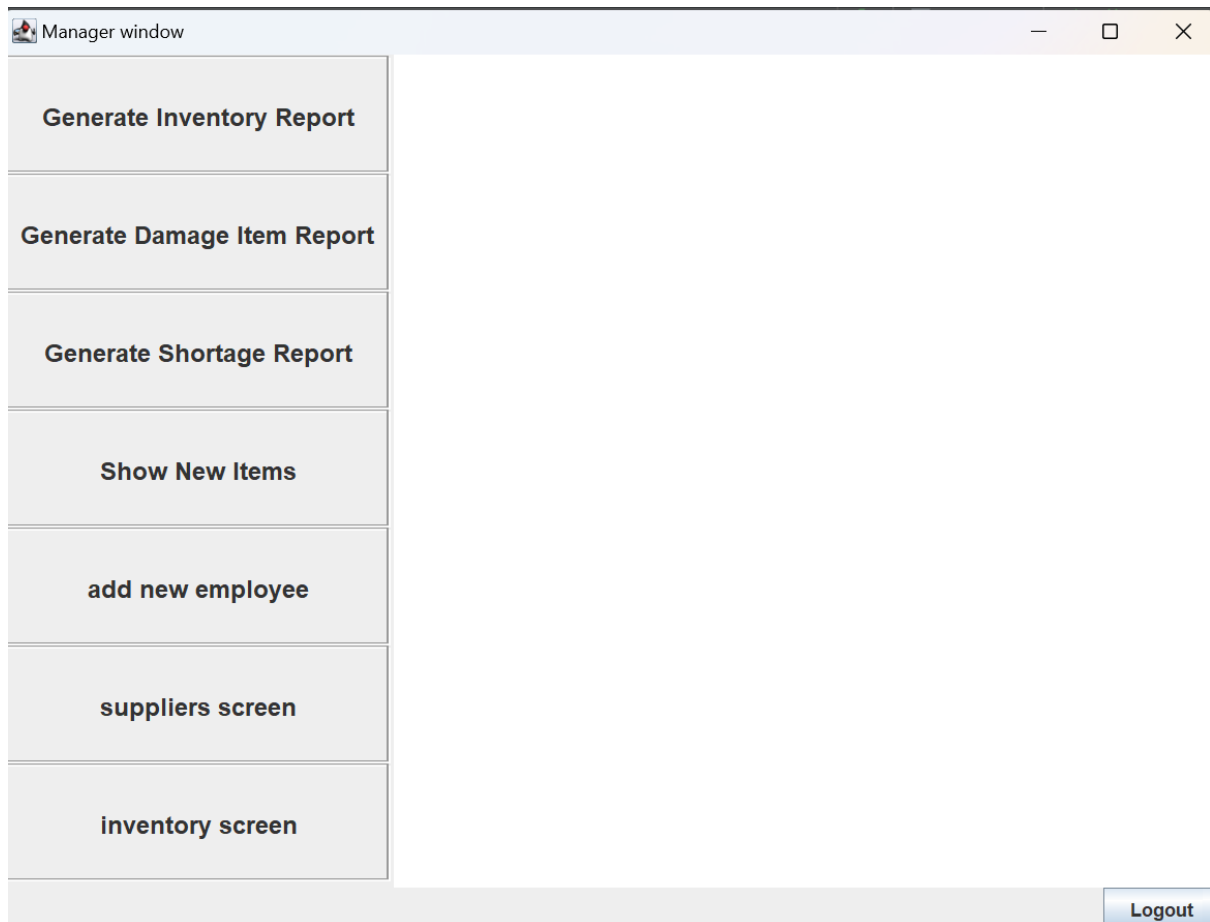 Manager window
Generate Inventory Report
Generate Damage Item Report
Generate Shortage Report
Show New Items
add new employee
suppliers screen
inventory screen
Logout